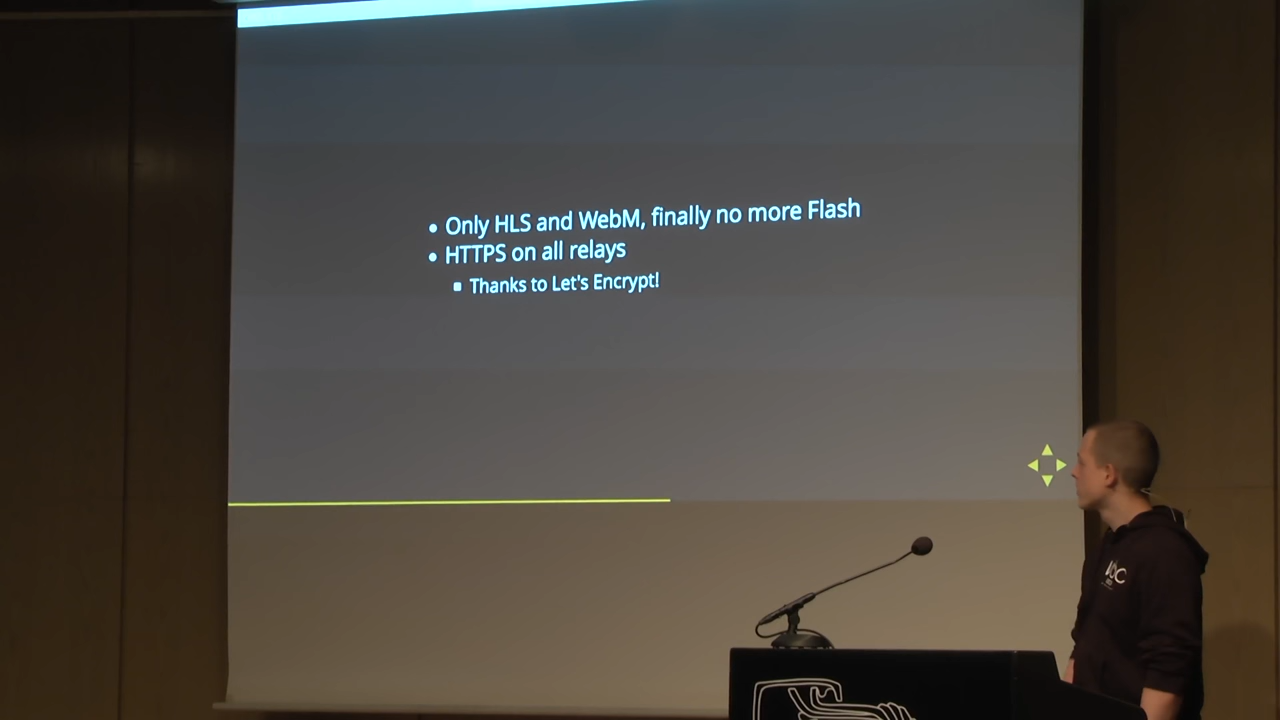 Only HLS and WebM, finally no more Flash
HTTPS on all relays
Thanks to Let's Encrypt!